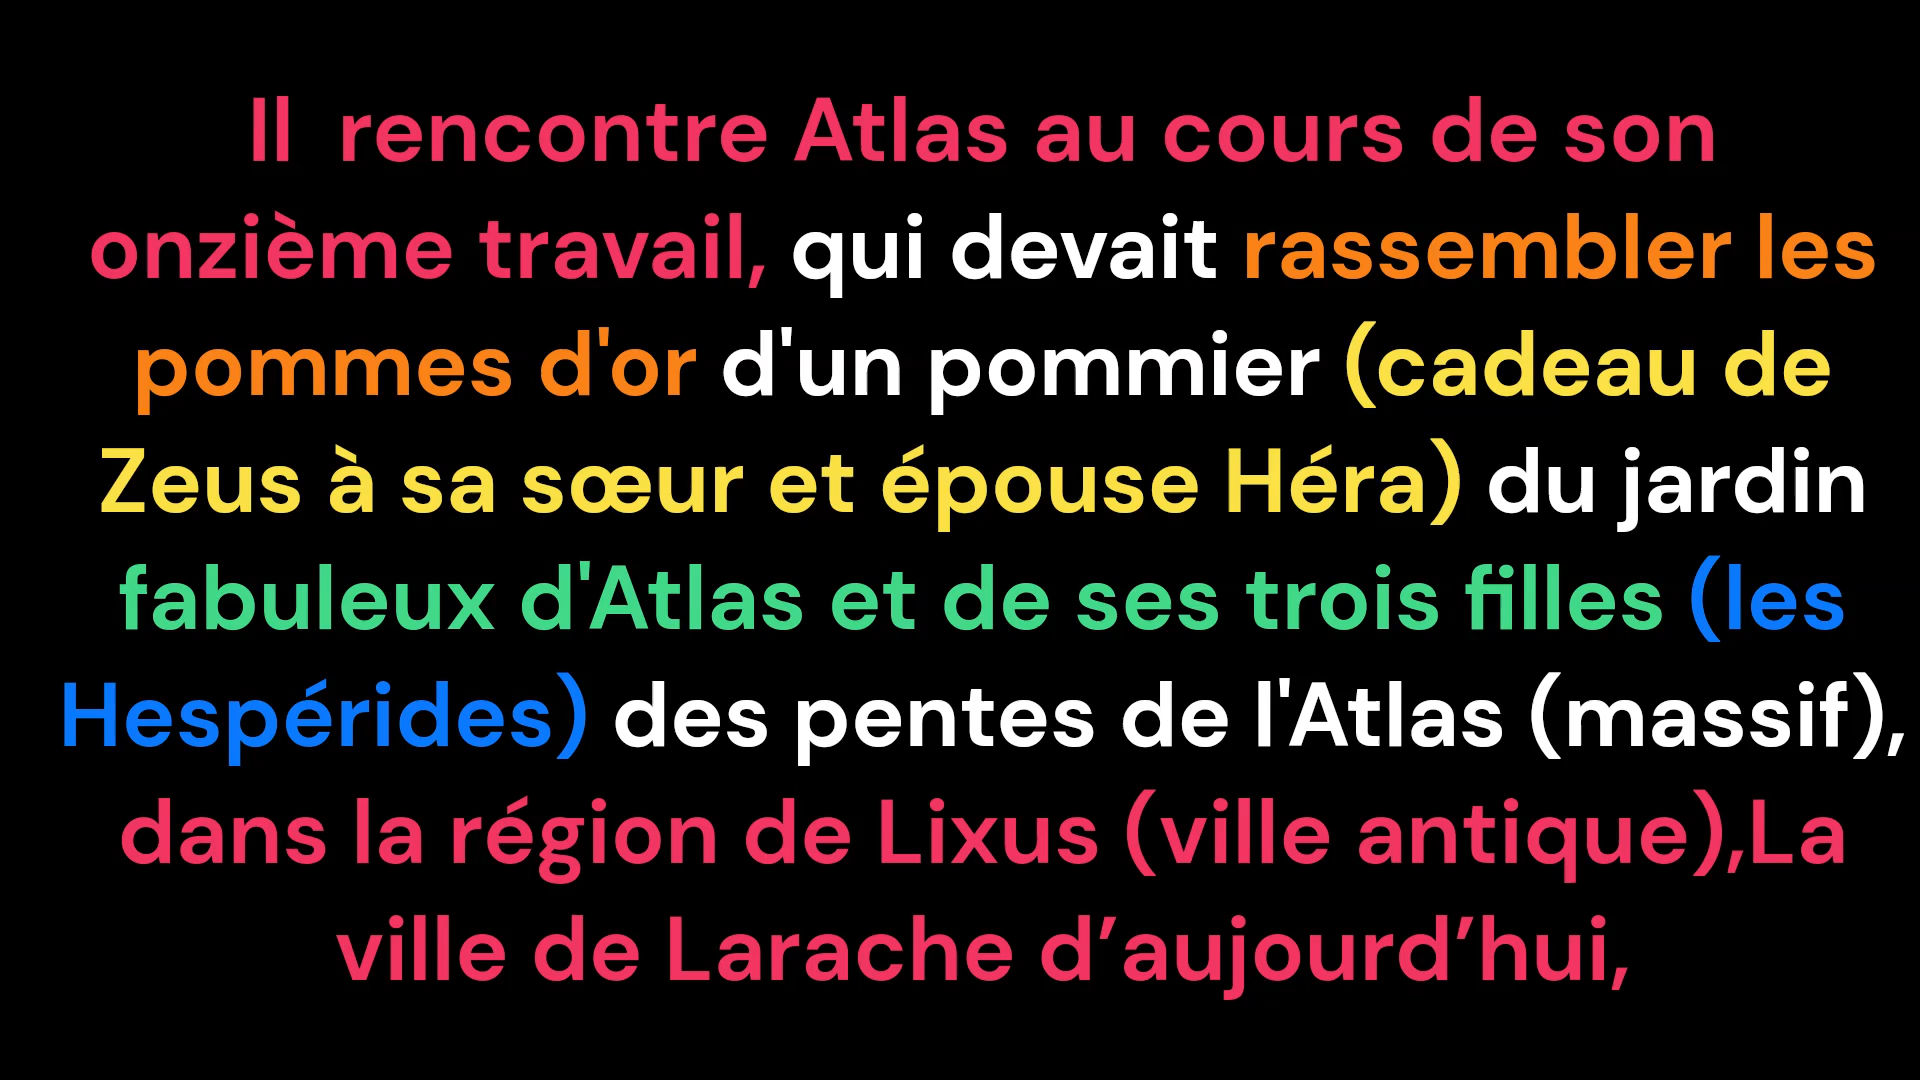 Il  rencontre Atlas au cours de son
onzième travail, qui devait rassembler les
pommes d'or d'un pommier (cadeau de
Zeus à sa sœur et épouse Héra) du jardin
fabuleux d'Atlas et de ses trois filles (les
Hespérides) des pentes de l'Atlas (massif),
dans la région de Lixus (ville antique),La
ville de Larache d’aujourd’hui,